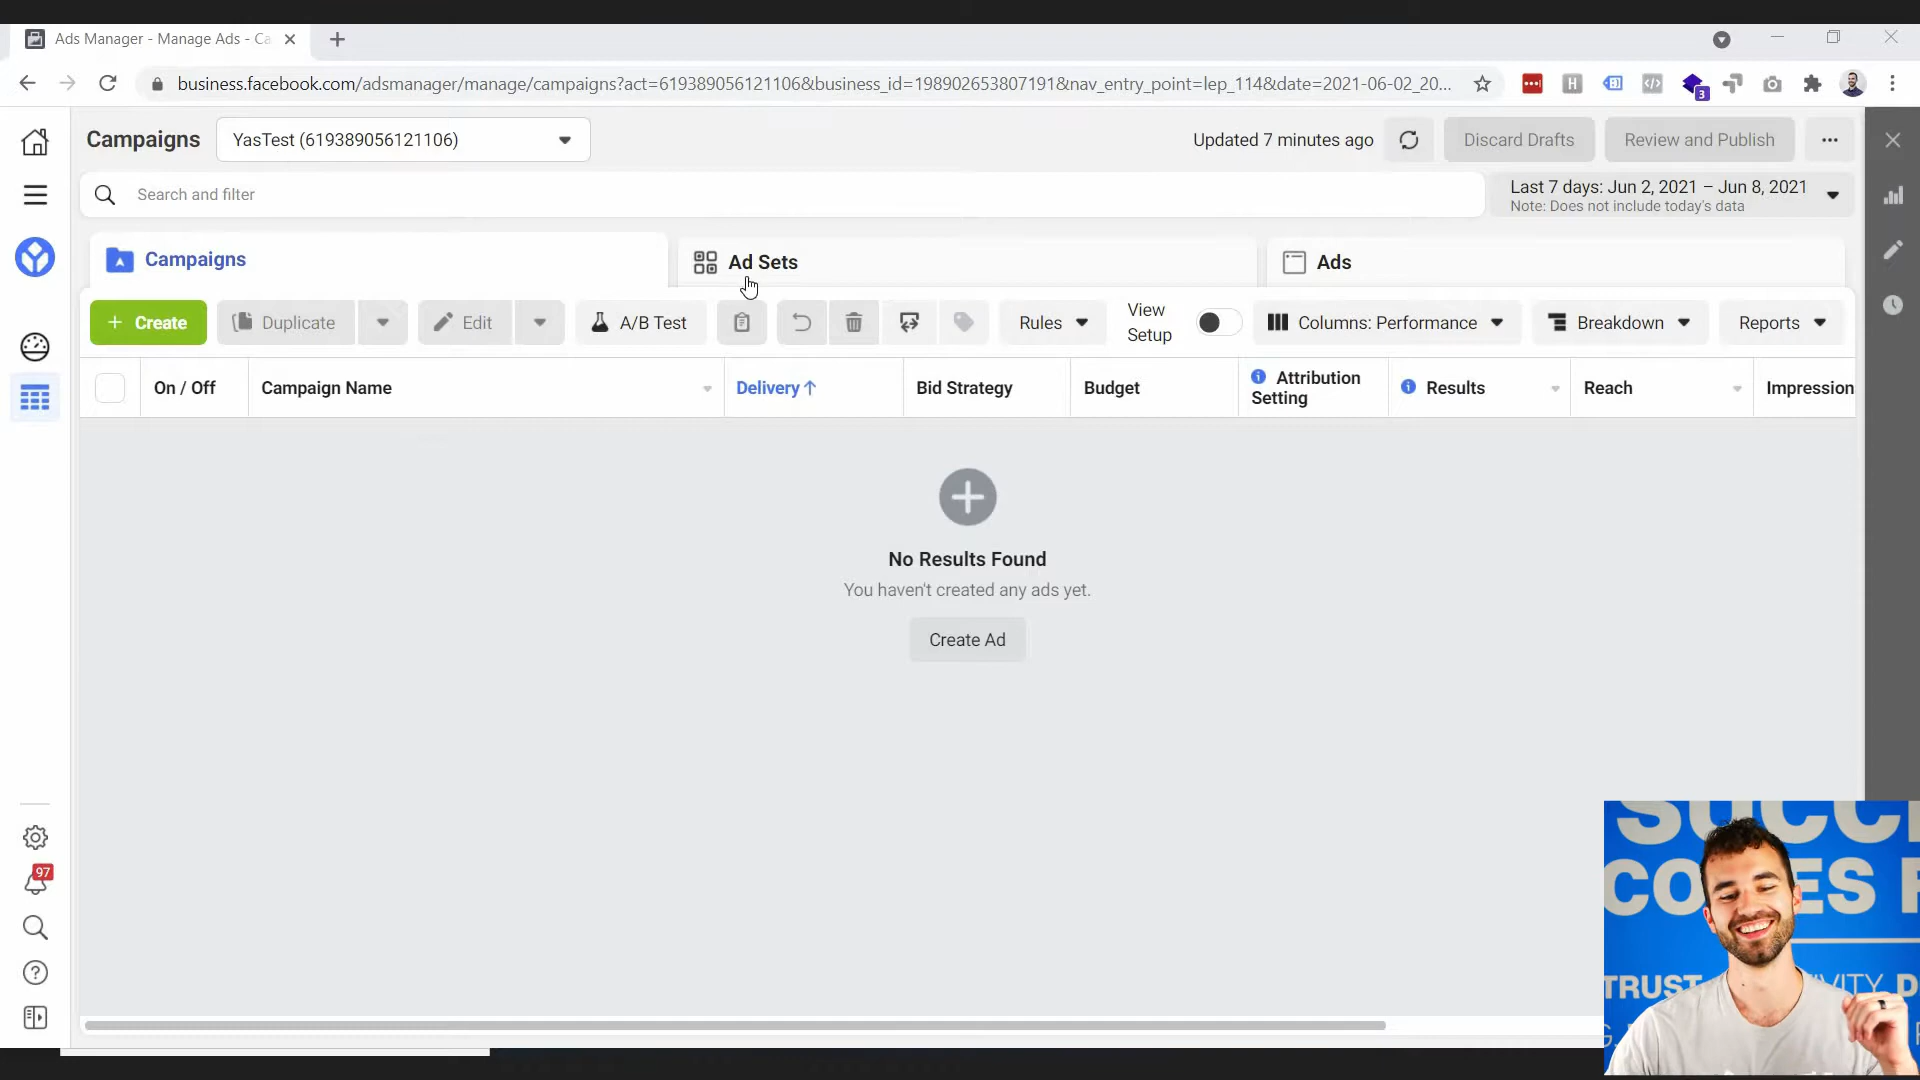 Ads Manager - Manage Ads - Ca
business.facebook.com/adsmanager/manage/campaigns?act=619389056121106&business_id=198902653807191&nav_entry_point=lep_114&date=2021-06-02_20...
3
Campaigns
YasTest (619389056121106)
Updated 7 minutes ago
Discard Drafts
Review and Publish
Search and filter
Last 7 days: Jun 2, 2021 – Jun 8, 2021
Note: Does not include today's data
Campaigns
Ad Sets
Ads
+ Create
Duplicate
Edit
A/B Test
Rules
View
Setup
Columns: Performance
Breakdown
Reports
On / Off
Campaign Name
Delivery↑
Bid Strategy
Budget
Attribution
Setting
Results
Reach
Impression
No Results Found
You haven't created any ads yet.
Create Ad
97
SUCC
CO ES F
TRUST IVITY D